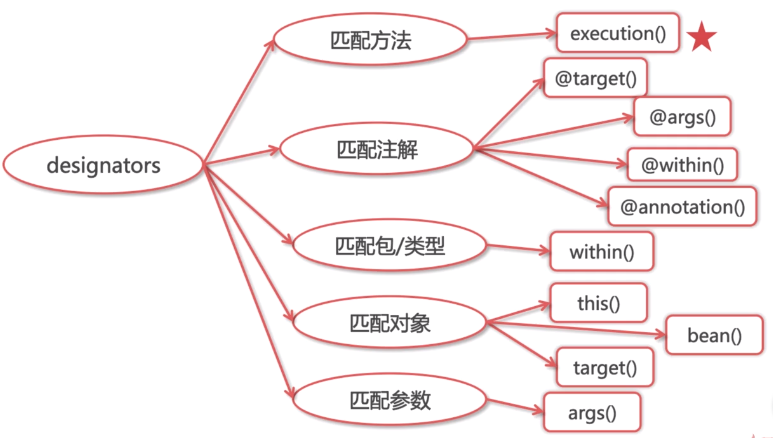 designators
匹配方法
execution()
匹配注解
@target()
@args()
@within()
@annotation()
匹配包/类型
within()
匹配对象
this()
bean()
target()
匹配参数
args()